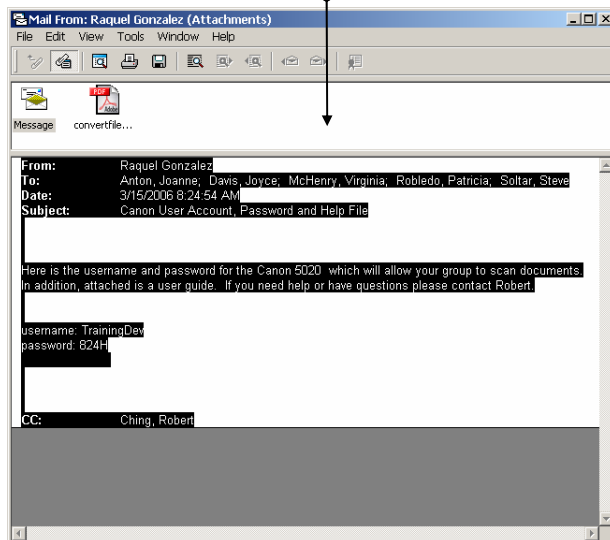 Mail From: Raquel Gonzalez (Attachments)
File Edit View Tools Window Help
PDF
Adobe
Message convertfile...
From: Raquel Gonzalez
To: Anton, Joanne; Davis, Joyce; McHenry, Virginia; Robledo, Patricia; Soltar, Steve
Date: 3/15/2006 8:24:54 AM
Subject: Canon User Account, Password and Help File
Here is the username and password for the Canon 5020 which will allow your group to scan documents.
In addition, attached is a user guide. If you need help or have questions please contact Robert.
username: TrainingDev
password: 824H
CC: Ching, Robert